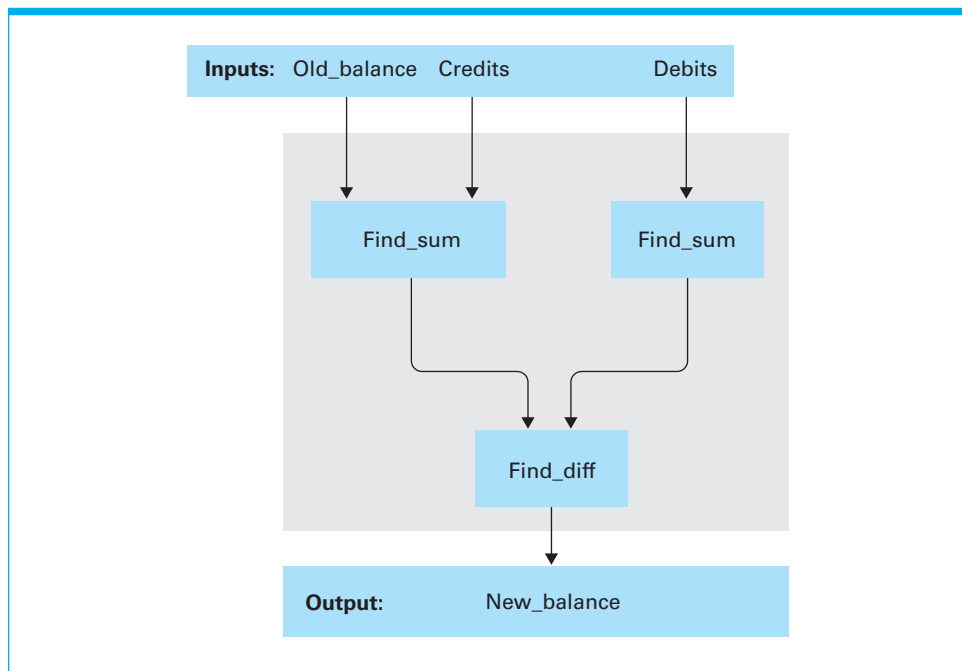 Inputs: Old_balance Credits Debits
Find_sum Find_sum
Find_diff
Output: New_balance